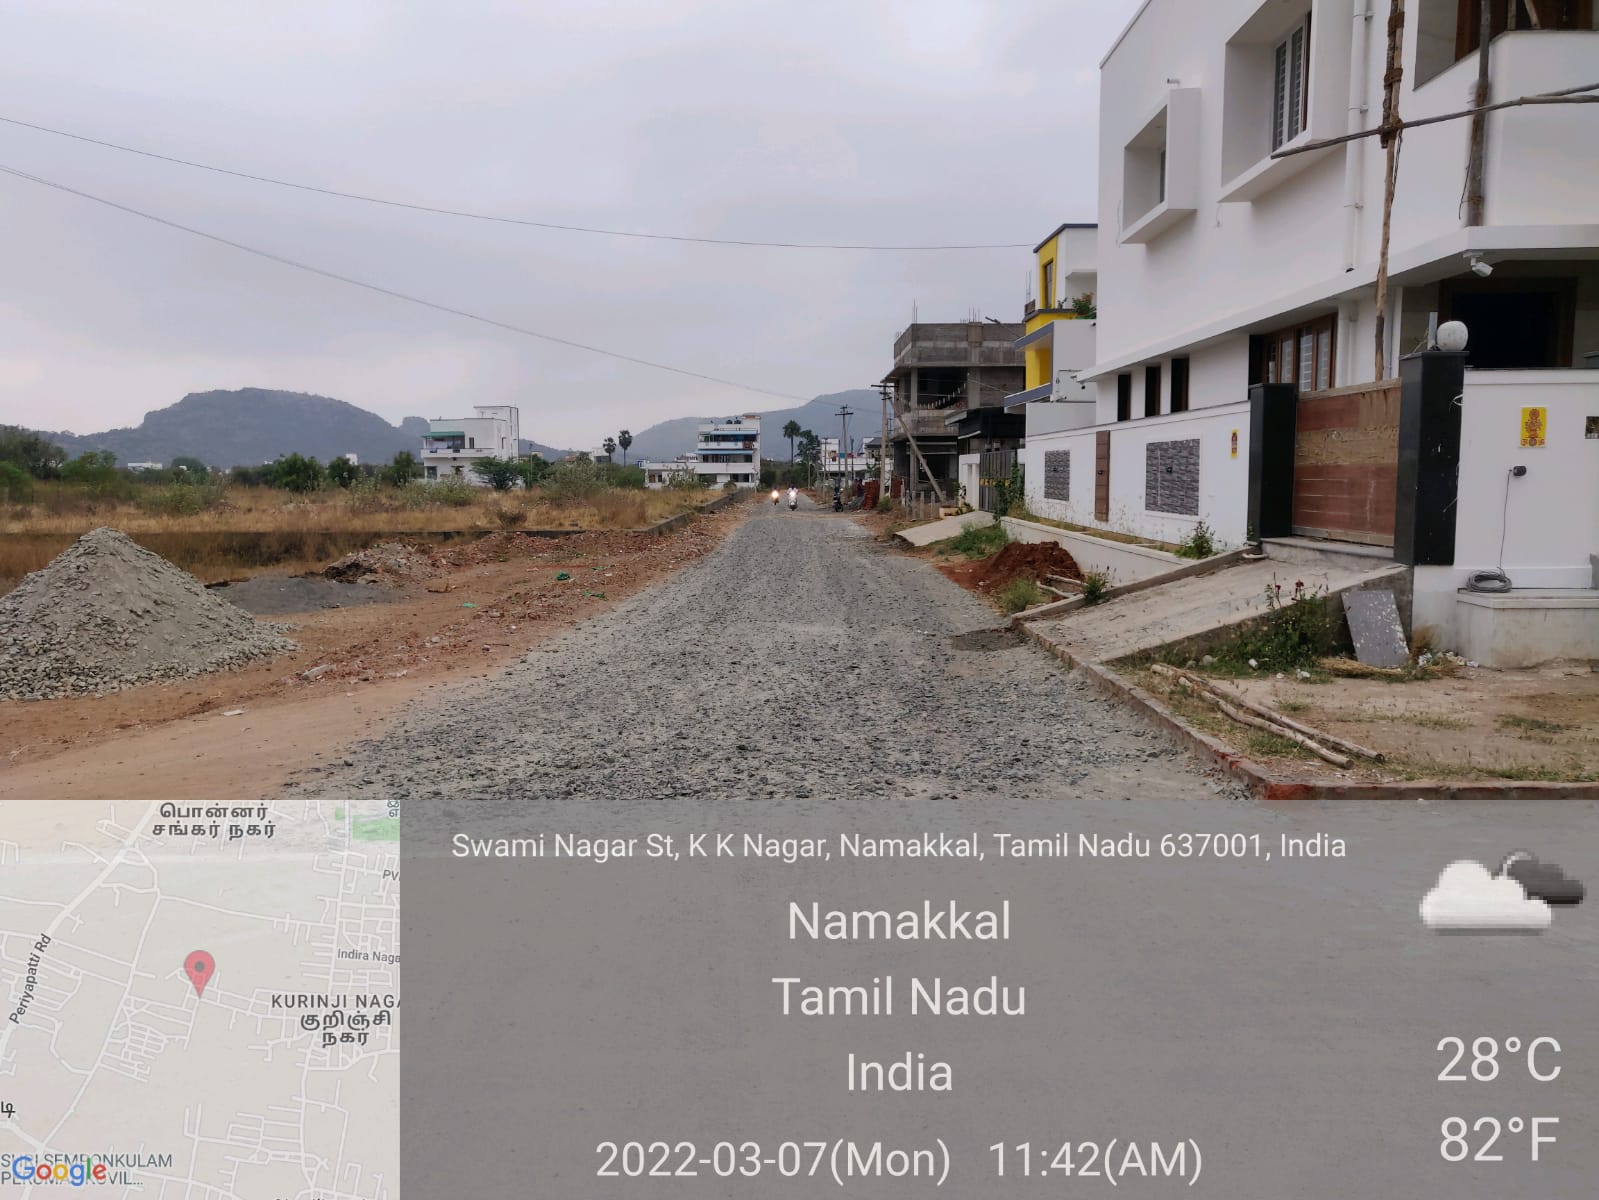 பொன்னர்
சங்கர் நகர்
Periyapatti Rd
Indira Naga
KURINJI NAGA
குறிஞ்சி
நகர்
டி
Google
Swami Nagar St, K K Nagar, Namakkal, Tamil Nadu 637001, India
Namakkal
Tamil Nadu
India
2022-03-07(Mon) 11:42(AM)
28°C
82°F